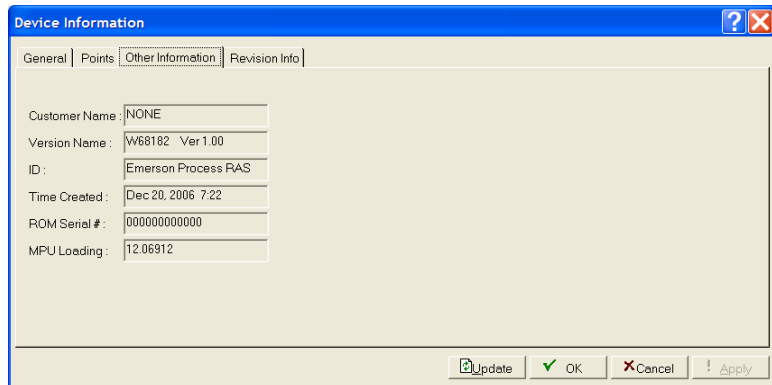 Device Information
General Points Other Information Revision Info
Customer Name : NONE
Version Name : W68182 Ver 1.00
ID : Emerson Process RAS
Time Created : Dec 20, 2006 7:22
ROM Serial # : 000000000000
MPU Loading : 12.06912
Update OK Cancel ! Apply